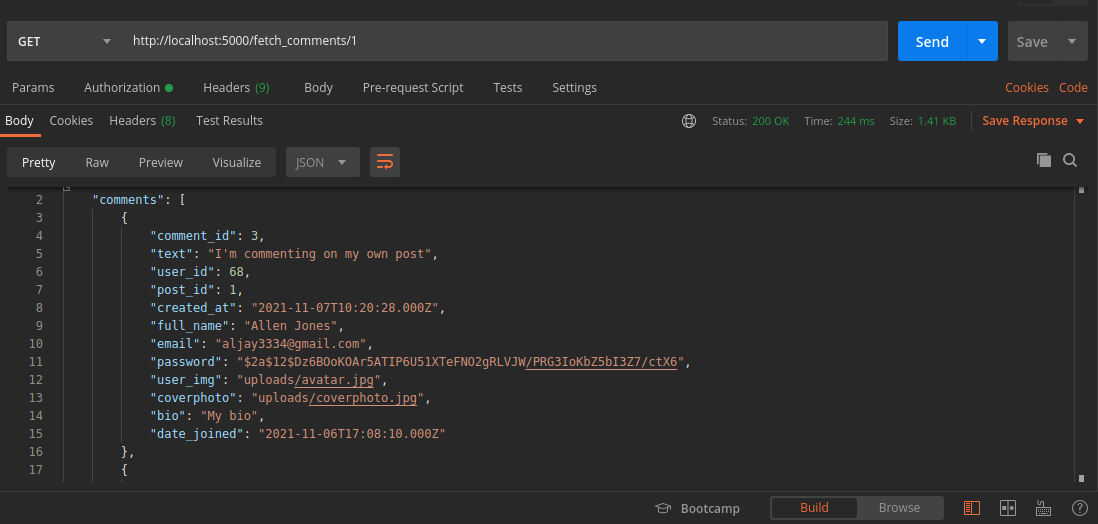 GET http://localhost:5000/fetch_comments/1 Send Save
Params Authorization Headers (9) Body Pre-request Script Tests Settings Cookies Code
Body Cookies Headers (8) Test Results Status: 200 OK Time: 244 ms Size: 1.41 KB Save Response
Pretty Raw Preview Visualize JSON
2 "comments": [
3 {
4 "comment_id": 3,
5 "text": "I'm commenting on my own post",
6 "user_id": 68,
7 "post_id": 1,
8 "created_at": "2021-11-07T10:20:28.000Z",
9 "full_name": "Allen Jones",
10 "email": "aljay3334@gmail.com",
11 "password": "$2a$12$Dz6BOoKOAr5ATIP6U51XTeFNO2gRLVJW/PRG3IoKbZ5bI3Z7/ctX6",
12 "user_img": "uploads/avatar.jpg",
13 "coverphoto": "uploads/coverphoto.jpg",
14 "bio": "My bio",
15 "date_joined": "2021-11-06T17:08:10.000Z"
16 },
17 {
Bootcamp Build Browse